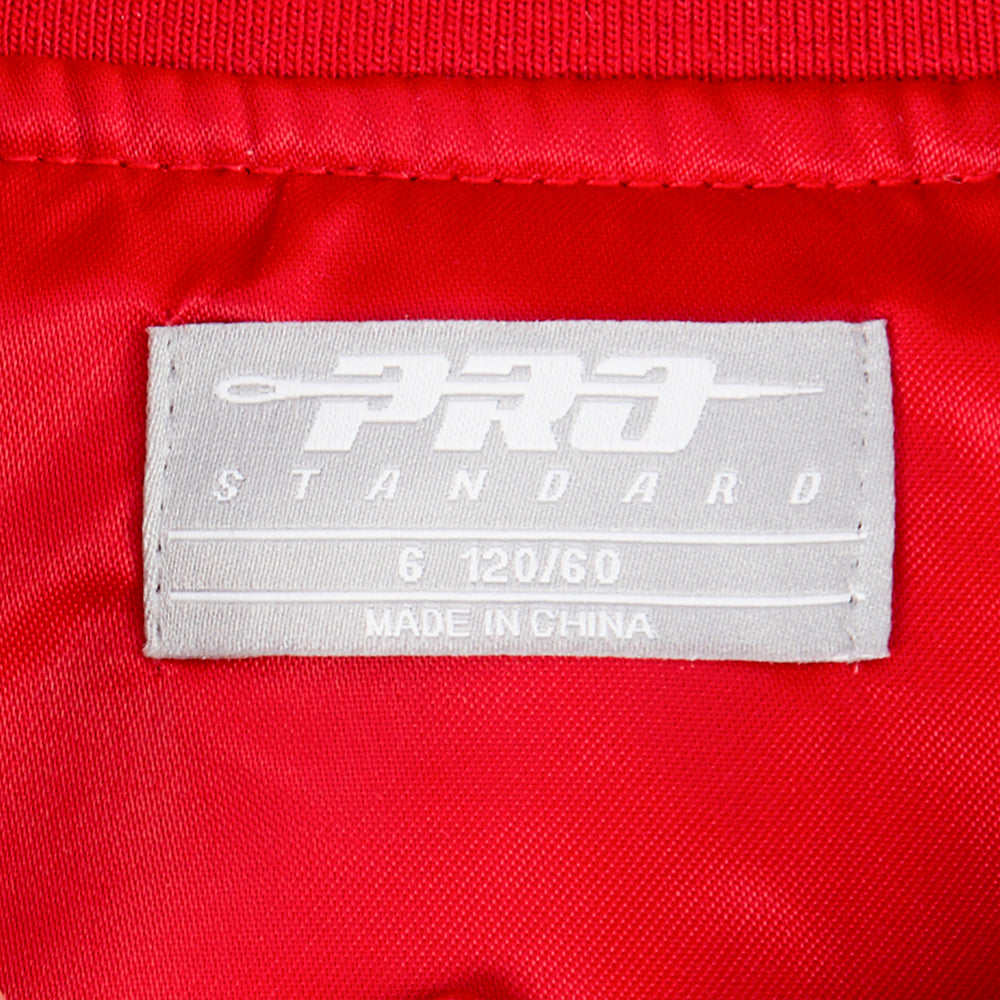 PRO
STANDARD
6 120/60
MADE IN CHINA